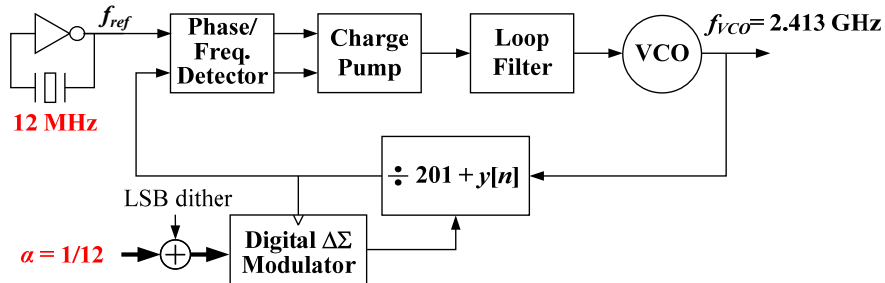 f_ref
Phase/
Freq.
Detector
Charge
Pump
Loop
Filter
VCO
f_VCO = 2.413 GHz
12 MHz
÷ 201 + y[n]
LSB dither
α = 1/12
+
Digital ΔΣ
Modulator